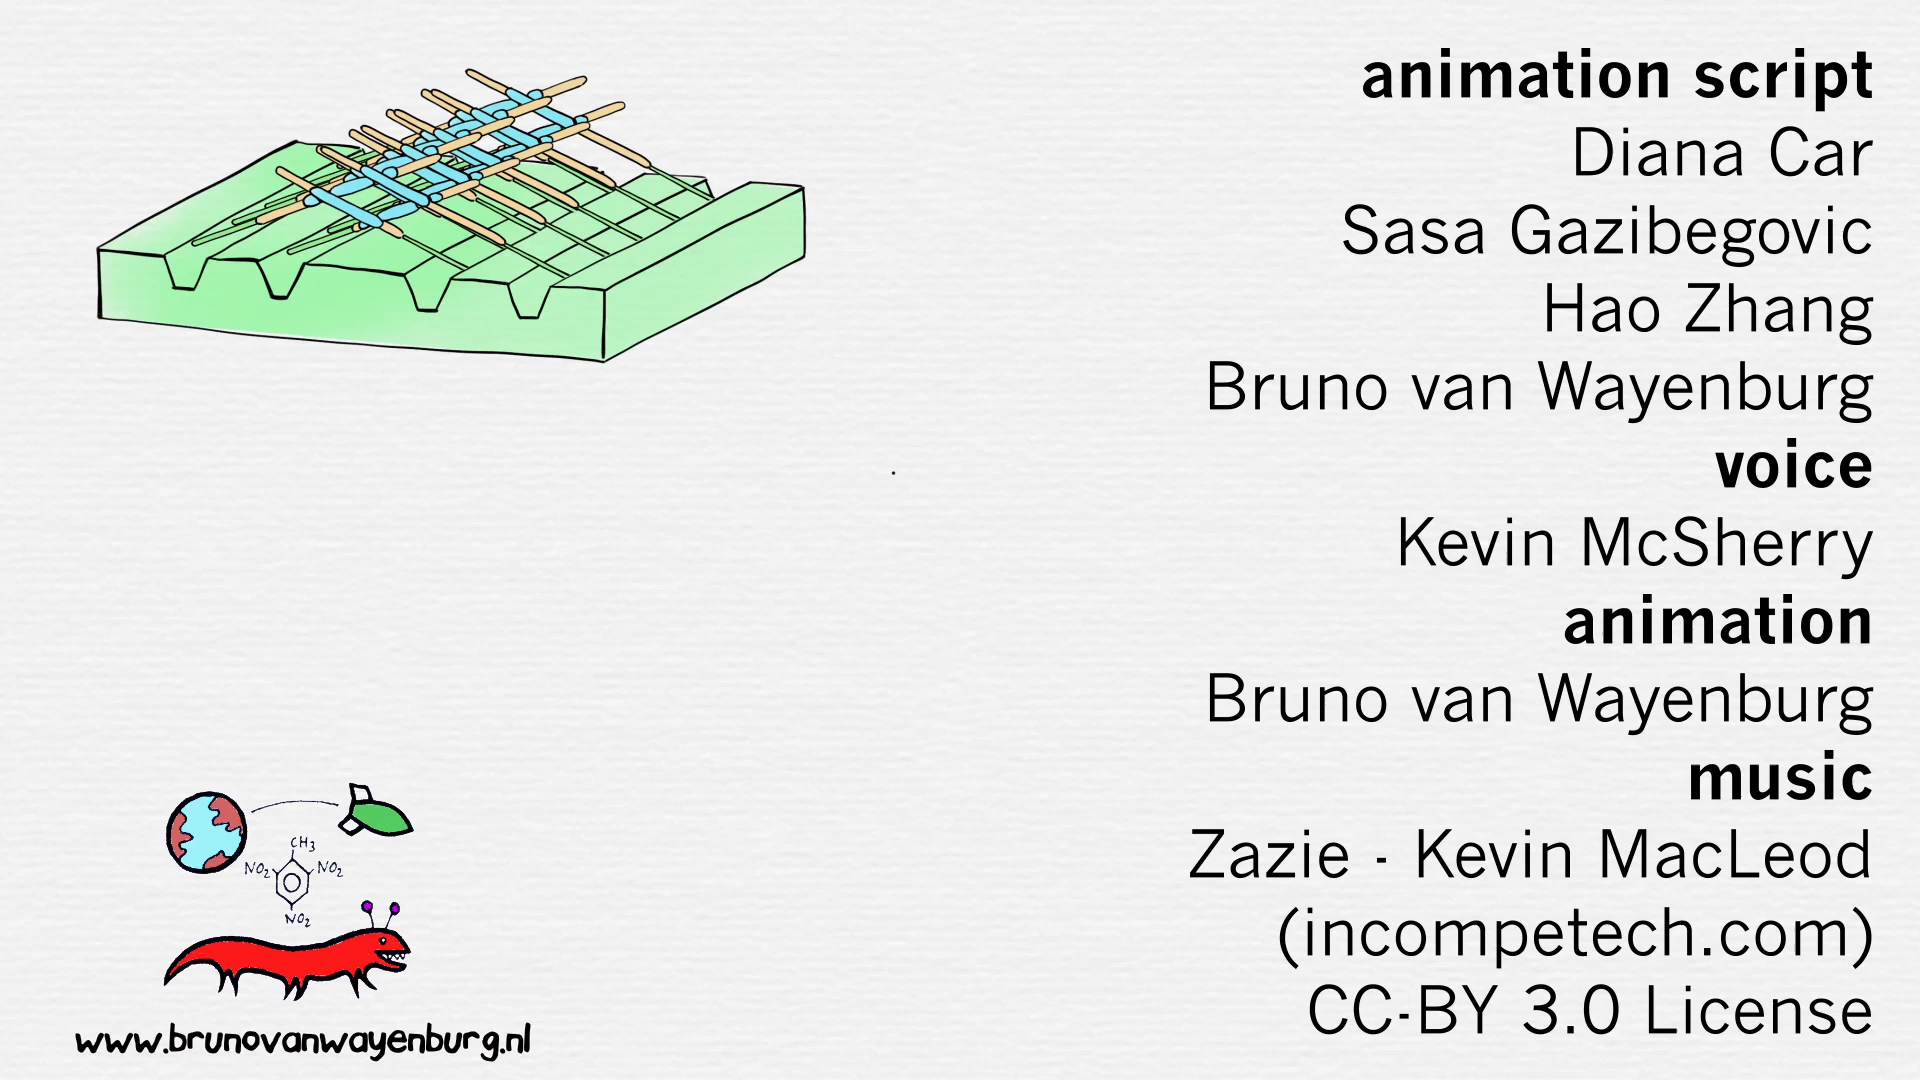 animation script
Diana Car
Sasa Gazibegovic
Hao Zhang
Bruno van Wayenburg
voice
Kevin McSherry
animation
Bruno van Wayenburg
music
Zazie - Kevin MacLeod
(incompetech.com)
CC-BY 3.0 License
CH3
NO2 NO2
NO2
www.brunovanwayenburg.nl